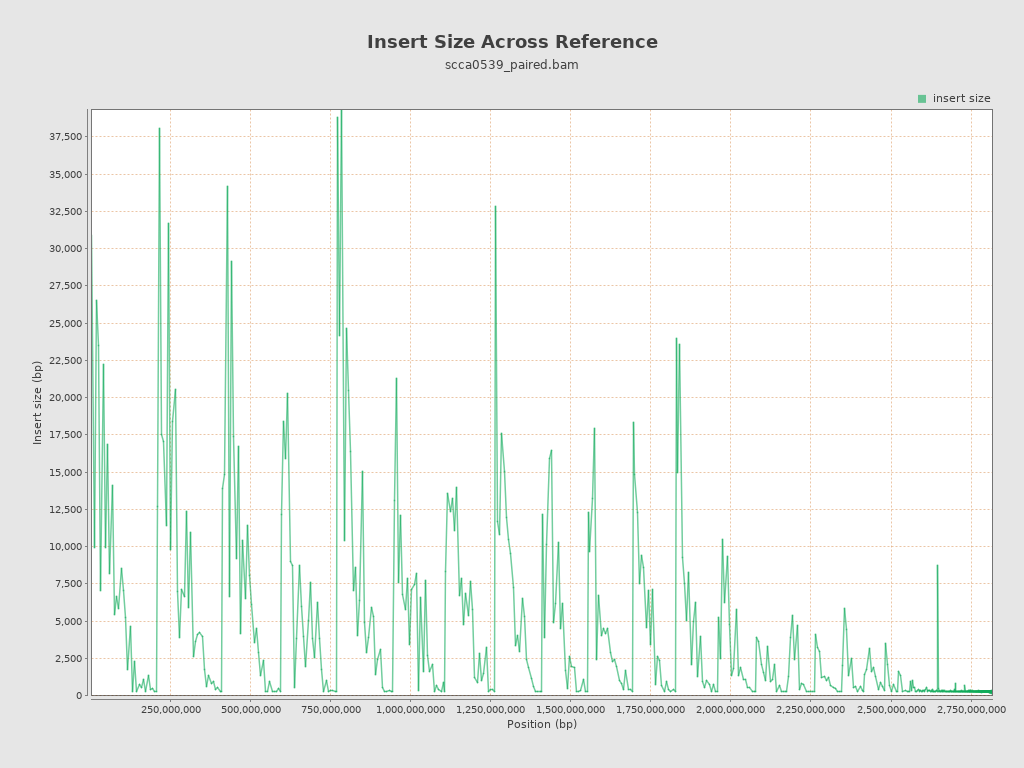 Insert Size Across Reference
scca0539_paired.bam
insert size
37,500
35,000
32,500
30,000
27,500
25,000
22,500
20,000
17,500
15,000
12,500
10,000
7,500
5,000
2,500
0
Insert size (bp)
250,000,000 500,000,000 750,000,000 1,000,000,000 1,250,000,000 1,500,000,000 1,750,000,000 2,000,000,000 2,250,000,000 2,500,000,000 2,750,000,000
Position (bp)